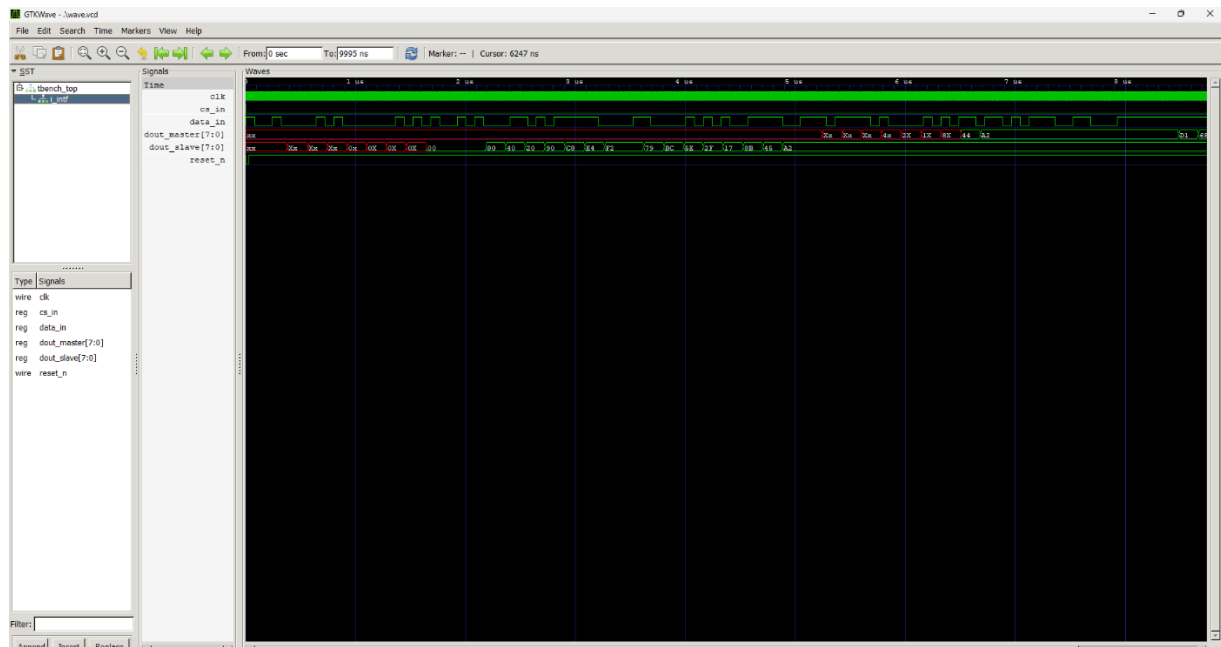 GTKWave - .\wave.vcd
File Edit Search Time Markers View Help
From: 0 sec To: 9995 ns Marker: -- | Cursor: 6247 ns
SST
tbench_top
i_intf
Type Signals
wire clk
reg cs_in
reg data_in
reg dout_master[7:0]
reg dout_slave[7:0]
wire reset_n
Filter:
Append Insert Replace
Signals
Time
clk
cs_in
data_in
dout_master[7:0]
dout_slave[7:0]
reset_n
Waves
1 us 2 us 3 us 4 us 5 us 6 us 7 us 8 us
xx Xx Xx Xx 4x 2X 1X 8X 44 A2 D1
xx Xx Xx Xx 0x 0X 0X 0X 00 80 40 20 90 C8 E4 F2 79 BC 5E 2F 17 8B 45 A2